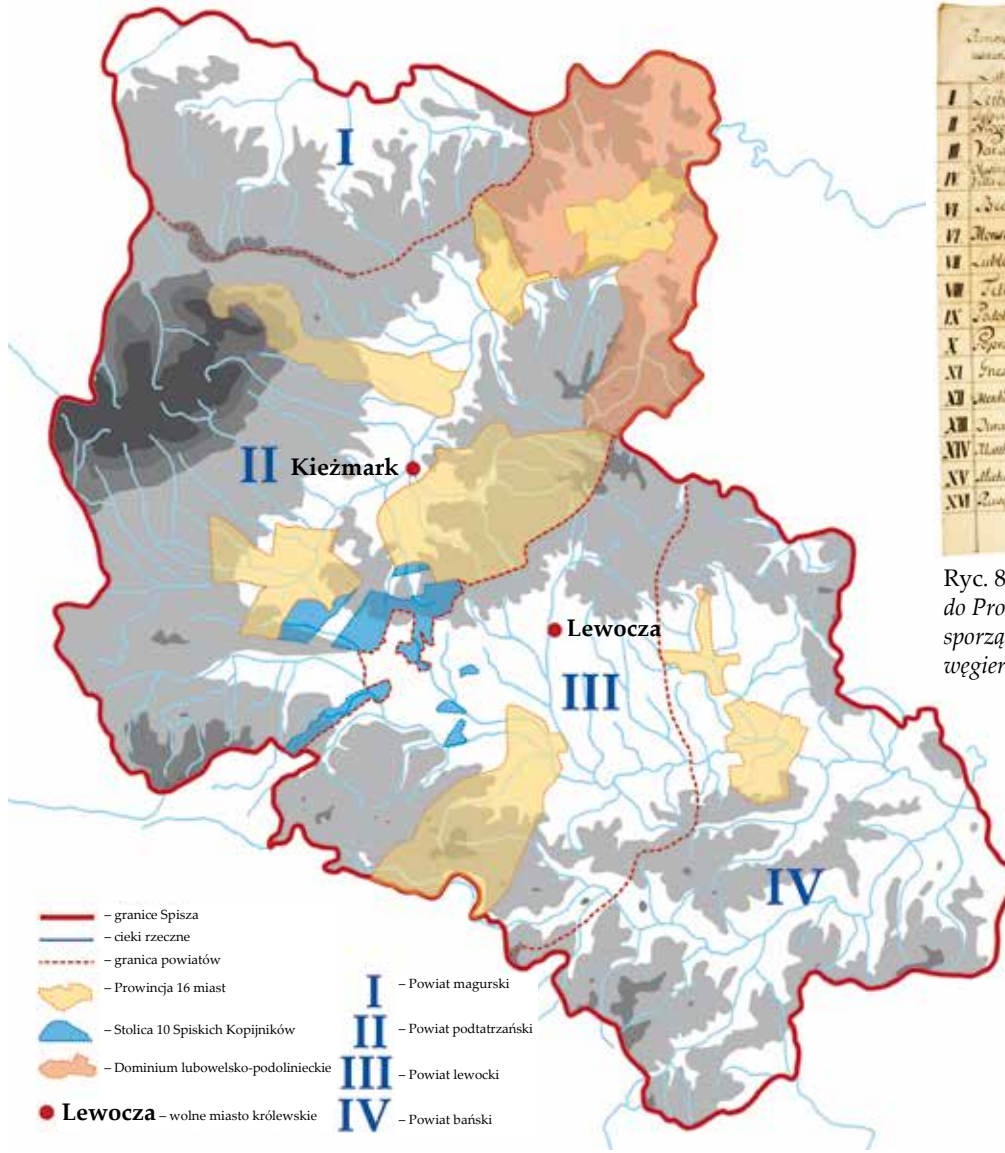 I
II
Kieżmark
Lewocza
III
IV
– granice Spisza
– cieki rzeczne
– granica powiatów
– Prowincja 16 miast
– Stolica 10 Spiskich Kopijników
– Dominium lubowelsko-podolinieckie
Lewocza – wolne miasto królewskie
I – Powiat magurski
II – Powiat podtatrzański
III – Powiat lewocki
IV – Powiat bański
I
II
III
IV
VI
VI
VII
VIII
IX
X
XI
XII
XIII
XIV
XV
XVI
Ryc. 8
do Pro
sporzą
węgier